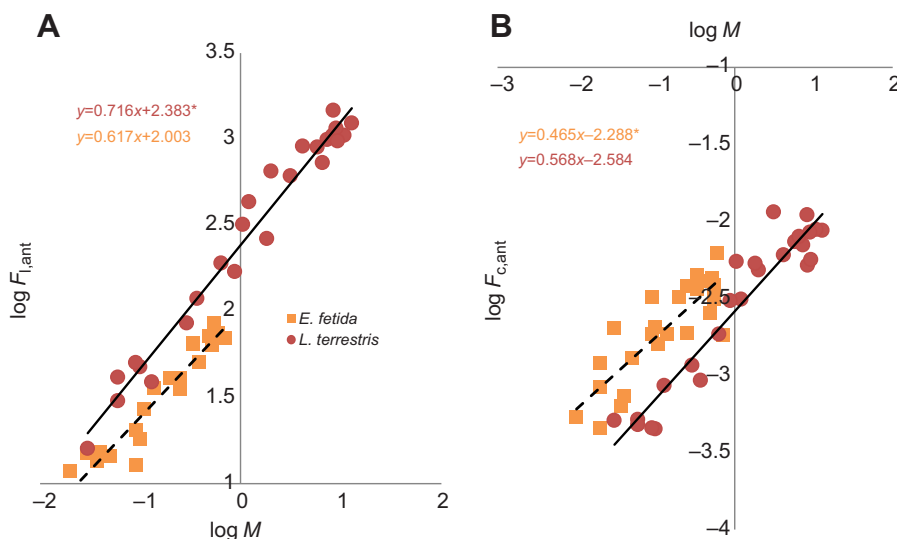 A
3.5
y=0.716x+2.383*
y=0.617x+2.003
3
2.5
log Fl,ant
2
E. fetida
L. terrestris
1.5
1
−2
−1
0
1
2
log M
B
log M
−3
−2
−1
0
1
2
−1
y=0.465x−2.288*
y=0.568x−2.584
−1.5
−2
log Fc,ant
−2.5
−3
−3.5
−4